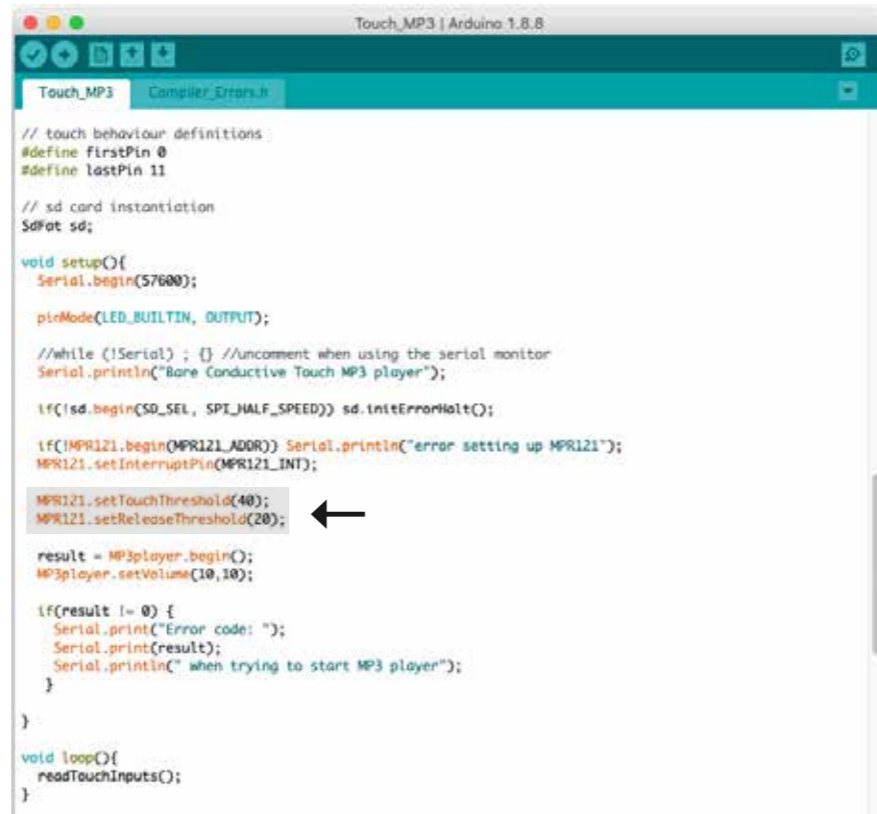 Touch_MP3 | Arduino 1.8.8
Touch_MP3 Compiler_Errors.h
// touch behaviour definitions
#define firstPin 0
#define lastPin 11
// sd card instantiation
SdFat sd;
void setup(){
Serial.begin(57600);
pinMode(LED_BUILTIN, OUTPUT);
//while (!Serial) ; {} //uncomment when using the serial monitor
Serial.println("Bare Conductive Touch MP3 player");
if(!sd.begin(SD_SEL, SPI_HALF_SPEED)) sd.initErrorHalt();
if(!MPR121.begin(MPR121_ADDR)) Serial.println("error setting up MPR121");
MPR121.setInterruptPin(MPR121_INT);
MPR121.setTouchThreshold(40);
MPR121.setReleaseThreshold(20);
result = MP3player.begin();
MP3player.setVolume(10,10);
if(result != 0) {
Serial.print("Error code: ");
Serial.print(result);
Serial.println(" when trying to start MP3 player");
}
}
void loop(){
readTouchInputs();
}